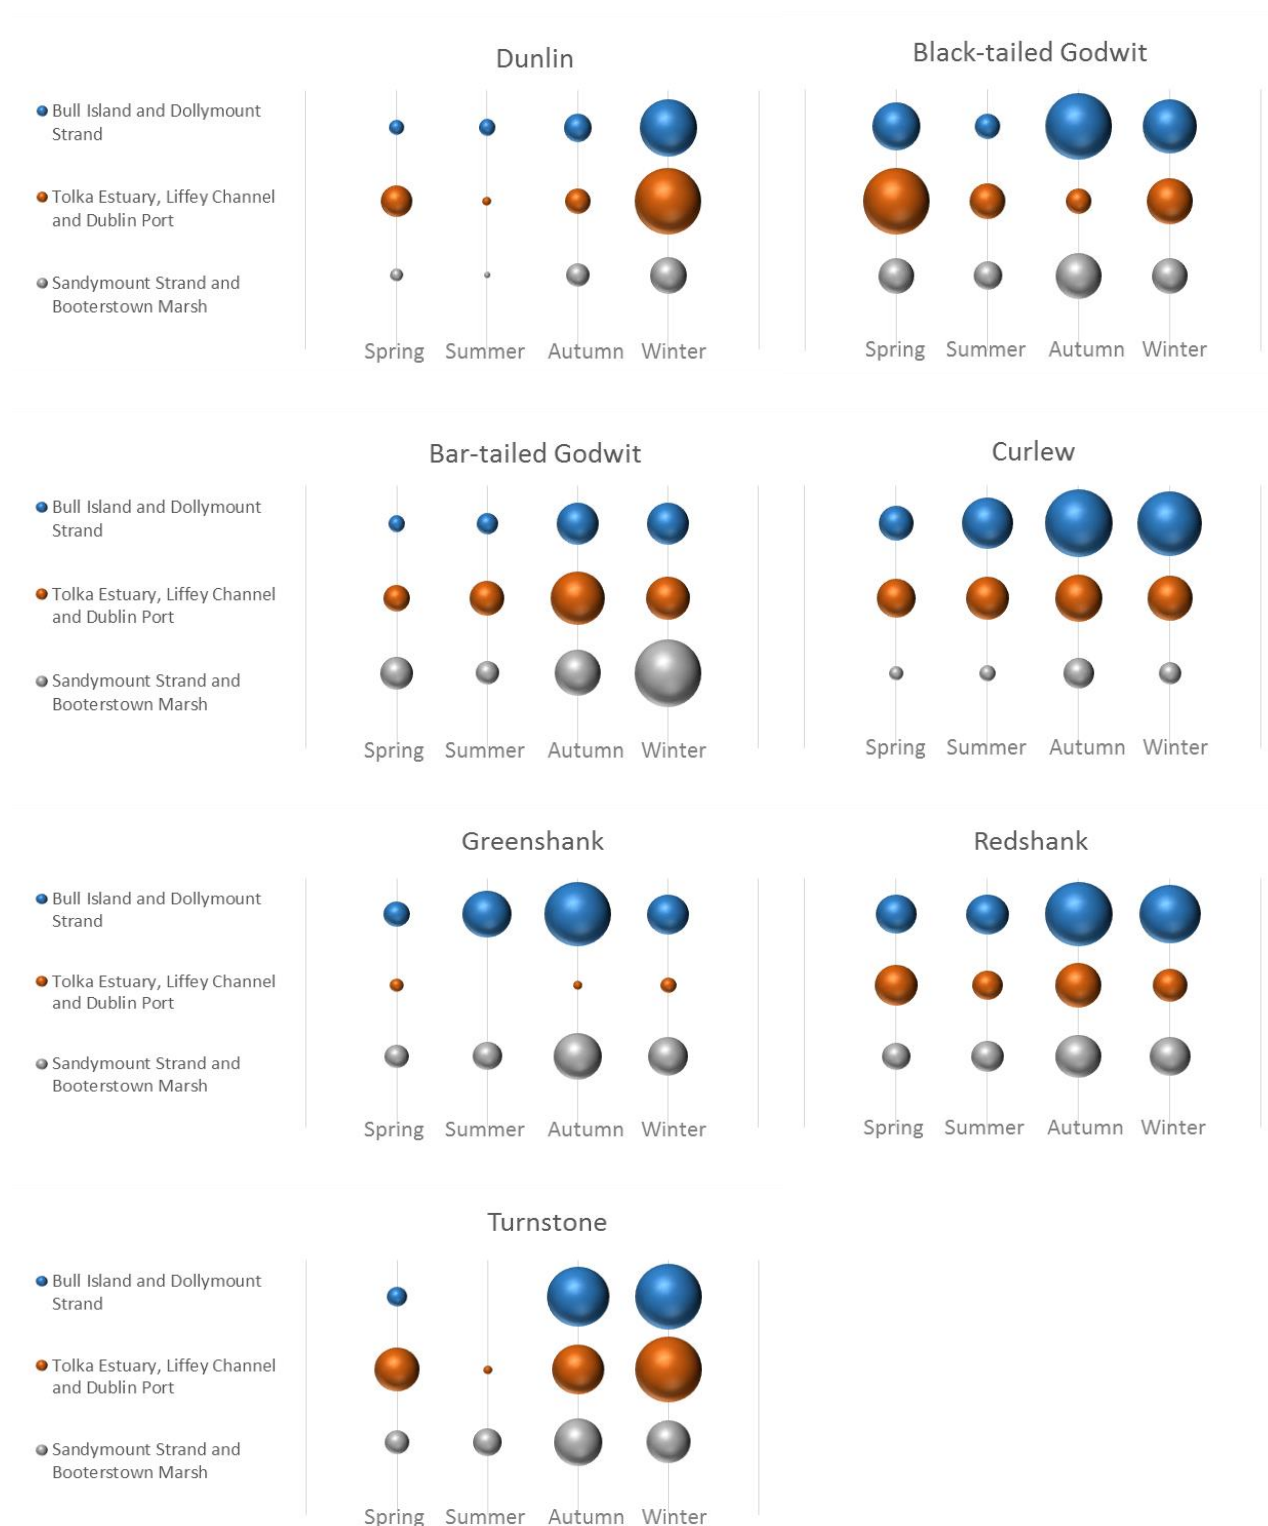 Dunlin
Black-tailed Godwit
Bull Island and Dollymount
Strand
Tolka Estuary, Liffey Channel
and Dublin Port
Sandymount Strand and
Booterstown Marsh
Spring Summer Autumn Winter
Spring Summer Autumn Winter
Bar-tailed Godwit
Curlew
Bull Island and Dollymount
Strand
Tolka Estuary, Liffey Channel
and Dublin Port
Sandymount Strand and
Booterstown Marsh
Spring Summer Autumn Winter
Spring Summer Autumn Winter
Greenshank
Redshank
Bull Island and Dollymount
Strand
Tolka Estuary, Liffey Channel
and Dublin Port
Sandymount Strand and
Booterstown Marsh
Spring Summer Autumn Winter
Spring Summer Autumn Winter
Turnstone
Bull Island and Dollymount
Strand
Tolka Estuary, Liffey Channel
and Dublin Port
Sandymount Strand and
Booterstown Marsh
Spring Summer Autumn Winter